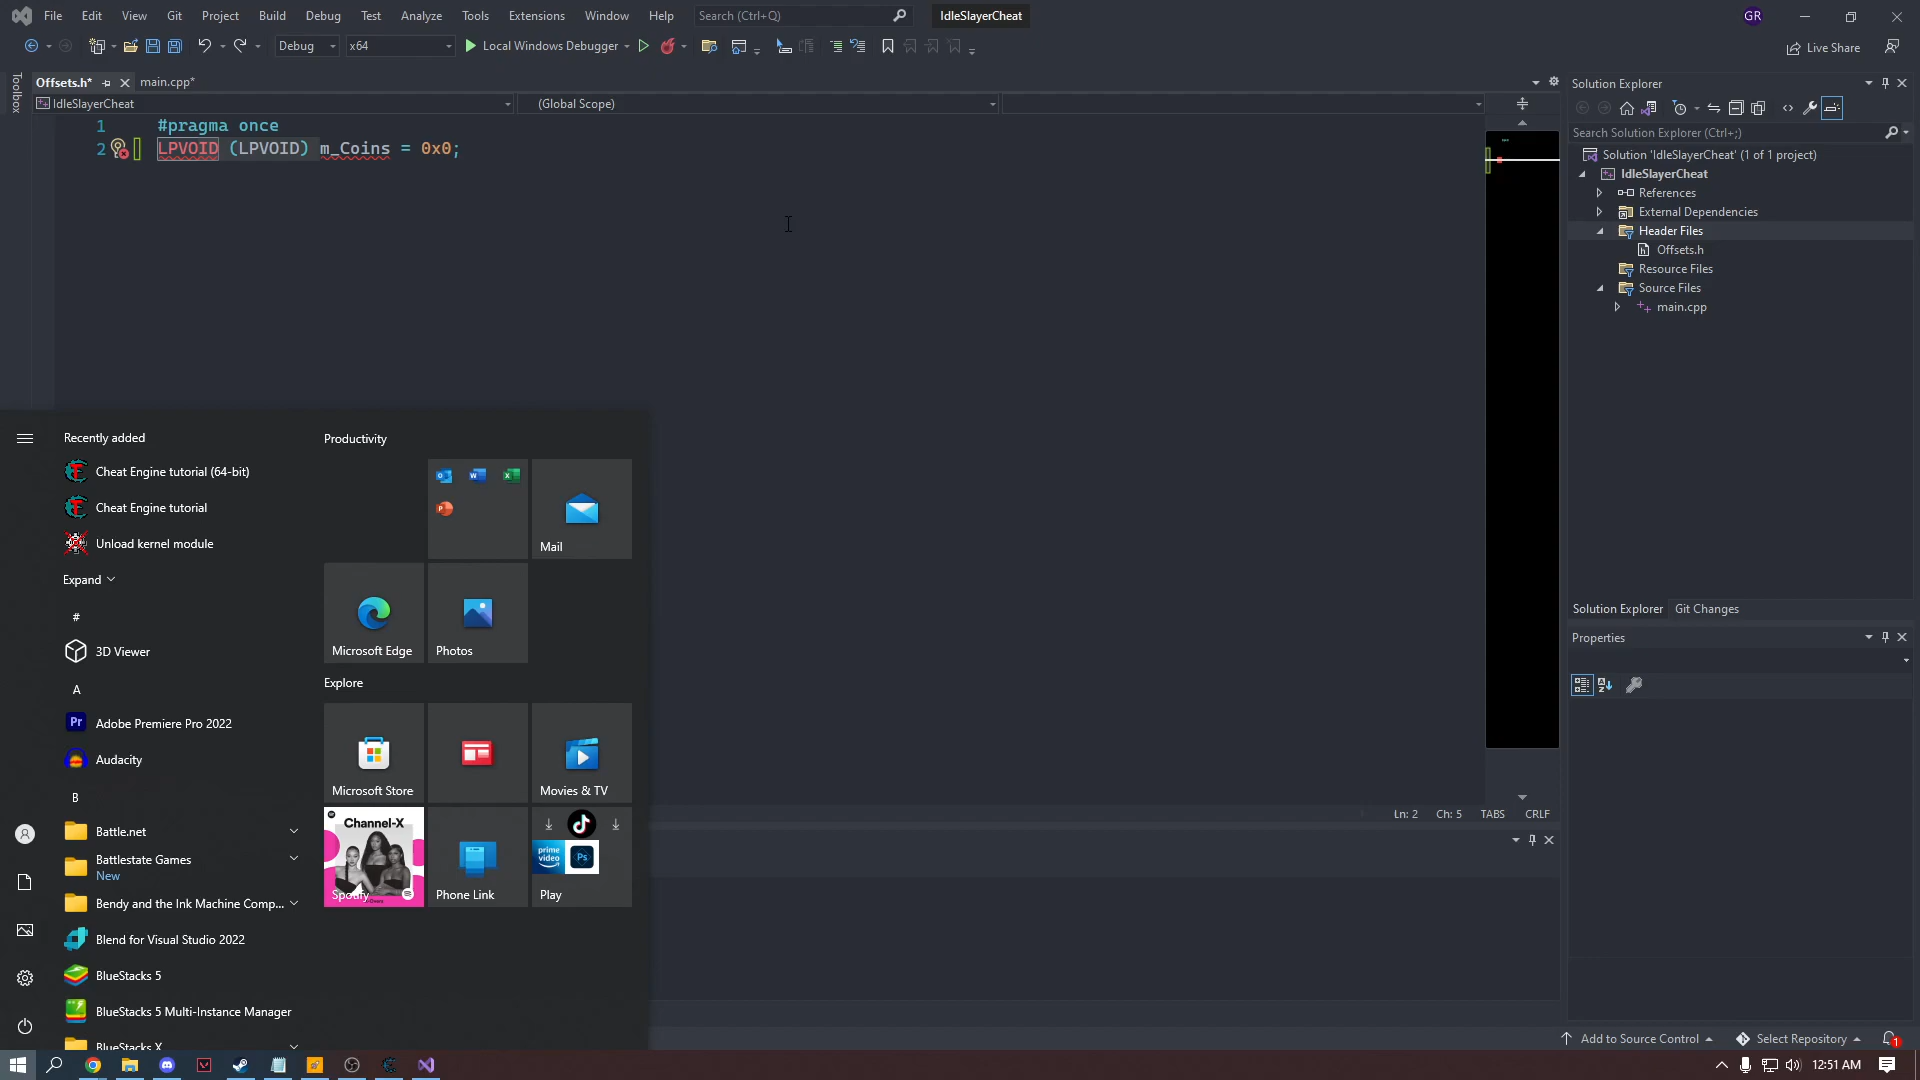 File Edit View Git Project Build Debug Test Analyze Tools Extensions Window Help Search (Ctrl+Q) IdleSlayerCheat GR
Debug x64 Local Windows Debugger Live Share
Toolbox
Offsets.h* main.cpp*
IdleSlayerCheat (Global Scope)
1 #pragma once
2 LPVOID (LPVOID) m_Coins = 0x0;
Solution Explorer
Search Solution Explorer (Ctrl+;)
Solution 'IdleSlayerCheat' (1 of 1 project)
IdleSlayerCheat
References
External Dependencies
Header Files
Offsets.h
Resource Files
Source Files
main.cpp
Solution Explorer Git Changes
Properties
Ln: 2 Ch: 5 TABS CRLF
Recently added
Cheat Engine tutorial (64-bit)
Cheat Engine tutorial
Unload kernel module
Expand
#
3D Viewer
A
Adobe Premiere Pro 2022
Audacity
B
Battle.net
Battlestate Games
New
Bendy and the Ink Machine Comp...
Blend for Visual Studio 2022
BlueStacks 5
BlueStacks 5 Multi-Instance Manager
BlueStacks X
Productivity
Mail
Microsoft Edge
Photos
Explore
Microsoft Store
Movies & TV
Channel-X
Spotify
Phone Link
prime video
Ps
Play
Add to Source Control Select Repository 1
12:51 AM